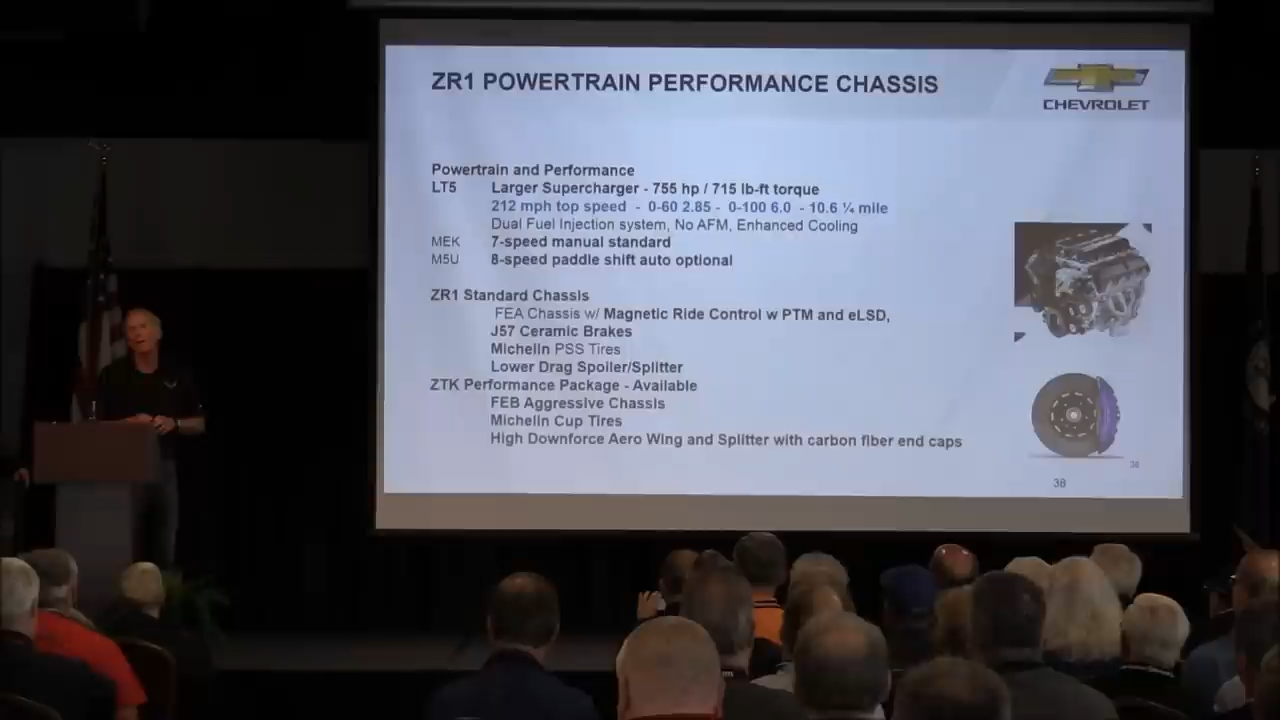 ZR1 POWERTRAIN PERFORMANCE CHASSIS
CHEVROLET
Powertrain and Performance
LT5 Larger Supercharger - 755 hp / 715 lb-ft torque
212 mph top speed - 0-60 2.85 - 0-100 6.0 - 10.6 ¼ mile
Dual Fuel Injection system, No AFM, Enhanced Cooling
MEK 7-speed manual standard
M5U 8-speed paddle shift auto optional
ZR1 Standard Chassis
FEA Chassis w/ Magnetic Ride Control w PTM and eLSD,
J57 Ceramic Brakes
Michelin PSS Tires
Lower Drag Spoiler/Splitter
ZTK Performance Package - Available
FEB Aggressive Chassis
Michelin Cup Tires
High Downforce Aero Wing and Splitter with carbon fiber end caps
38
38